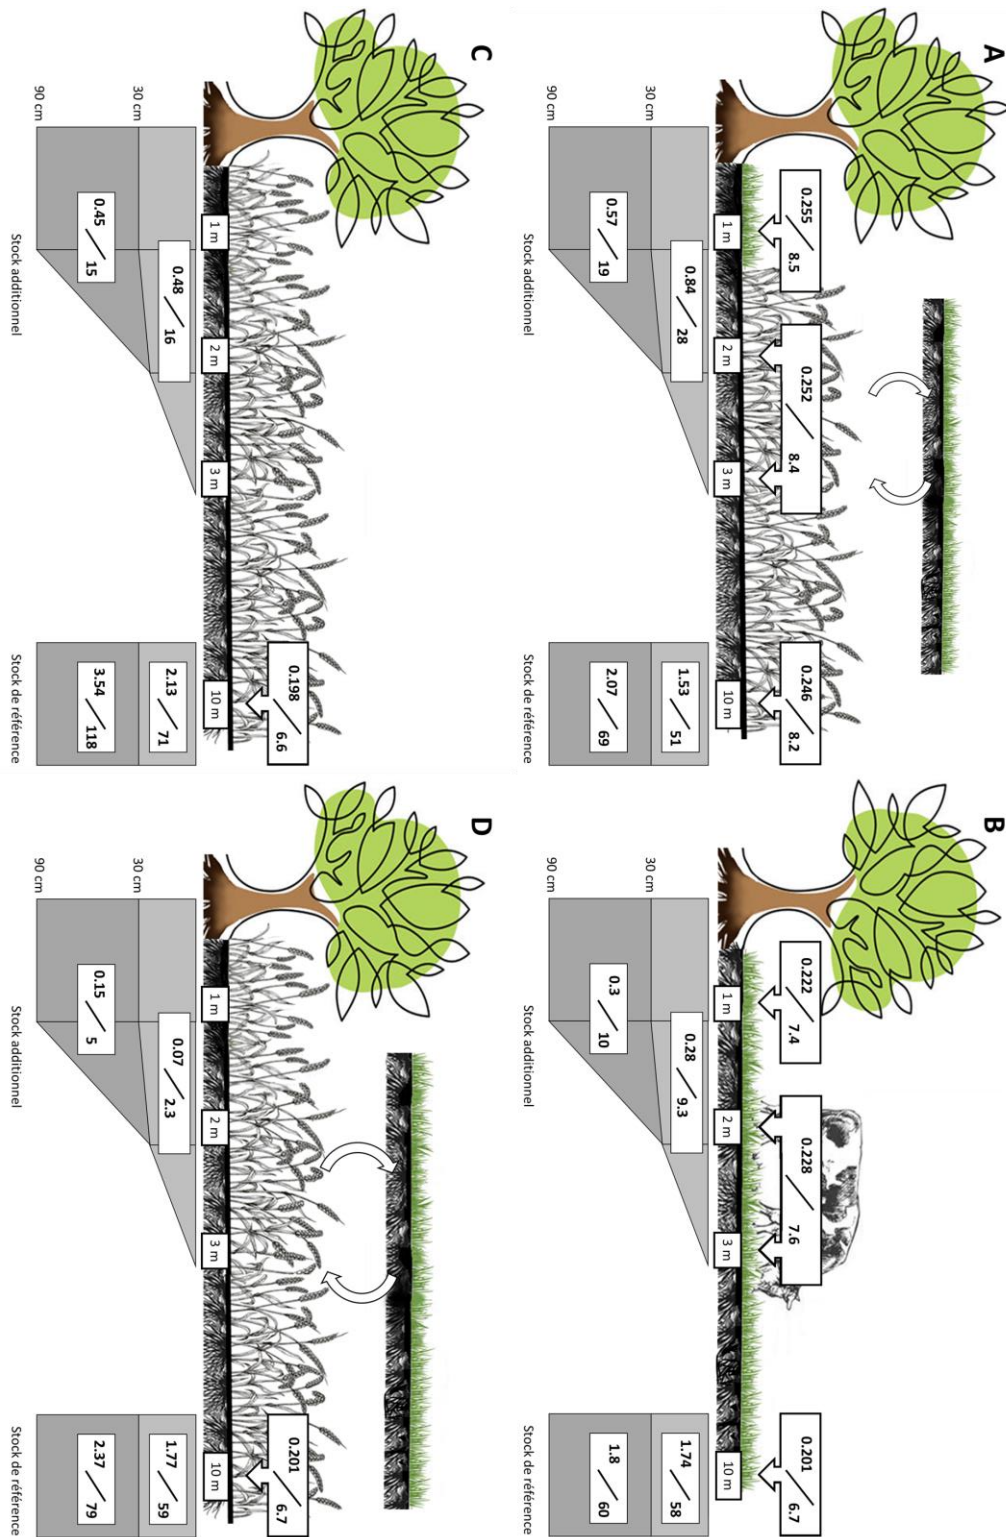 A
0.255 / 8.5
0.252 / 8.4
0.246 / 8.2
1 m
2 m
3 m
10 m
30 cm
0.84 / 28
1.53 / 51
90 cm
0.57 / 19
2.07 / 69
Stock additionnel
Stock de référence
B
0.222 / 7.4
0.228 / 7.6
0.201 / 6.7
1 m
2 m
3 m
10 m
30 cm
0.28 / 9.3
1.74 / 58
90 cm
0.3 / 10
1.8 / 60
Stock additionnel
Stock de référence
C
0.198 / 6.6
1 m
2 m
3 m
10 m
30 cm
0.48 / 16
2.13 / 71
90 cm
0.45 / 15
3.54 / 118
Stock additionnel
Stock de référence
D
0.201 / 6.7
1 m
2 m
3 m
10 m
30 cm
0.07 / 2.3
1.77 / 59
90 cm
0.15 / 5
2.37 / 79
Stock additionnel
Stock de référence